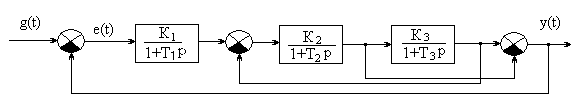 g(t)
e(t)
K1
1+T1p
K2
1+T2p
K3
1+T3p
y(t)